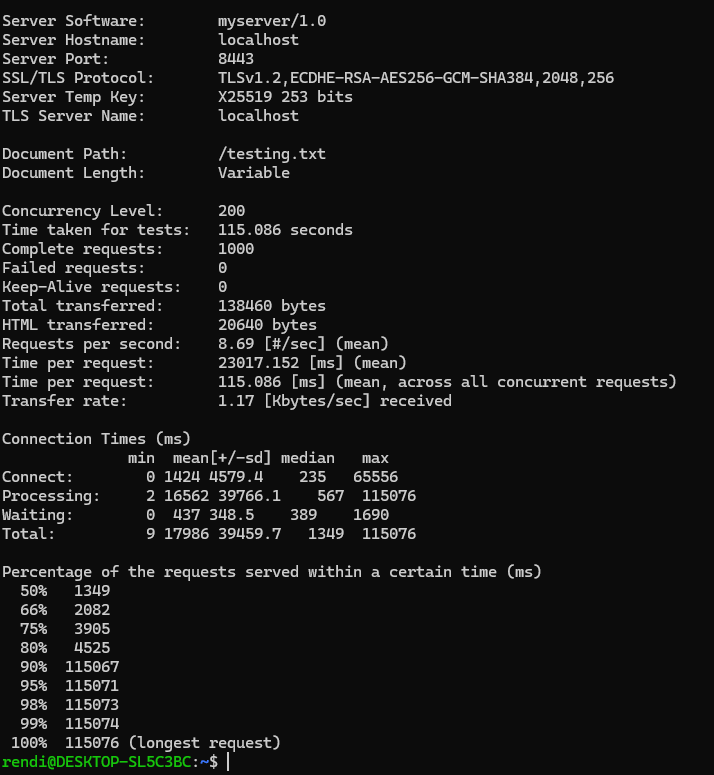 Server Software:        myserver/1.0
Server Hostname:        localhost
Server Port:            8443
SSL/TLS Protocol:       TLSv1.2,ECDHE-RSA-AES256-GCM-SHA384,2048,256
Server Temp Key:        X25519 253 bits
TLS Server Name:        localhost

Document Path:          /testing.txt
Document Length:        Variable

Concurrency Level:      200
Time taken for tests:   115.086 seconds
Complete requests:      1000
Failed requests:        0
Keep-Alive requests:    0
Total transferred:      138460 bytes
HTML transferred:       20640 bytes
Requests per second:    8.69 [#/sec] (mean)
Time per request:       23017.152 [ms] (mean)
Time per request:       115.086 [ms] (mean, across all concurrent requests)
Transfer rate:          1.17 [Kbytes/sec] received

Connection Times (ms)
              min  mean[+/-sd] median   max
Connect:        0 1424 4579.4    235   65556
Processing:     2 16562 39766.1    567  115076
Waiting:        0  437 348.5    389    1690
Total:          9 17986 39459.7   1349  115076

Percentage of the requests served within a certain time (ms)
  50%   1349
  66%   2082
  75%   3905
  80%   4525
  90%  115067
  95%  115071
  98%  115073
  99%  115074
 100%  115076 (longest request)
rendi@DESKTOP-SL5C3BC:~$